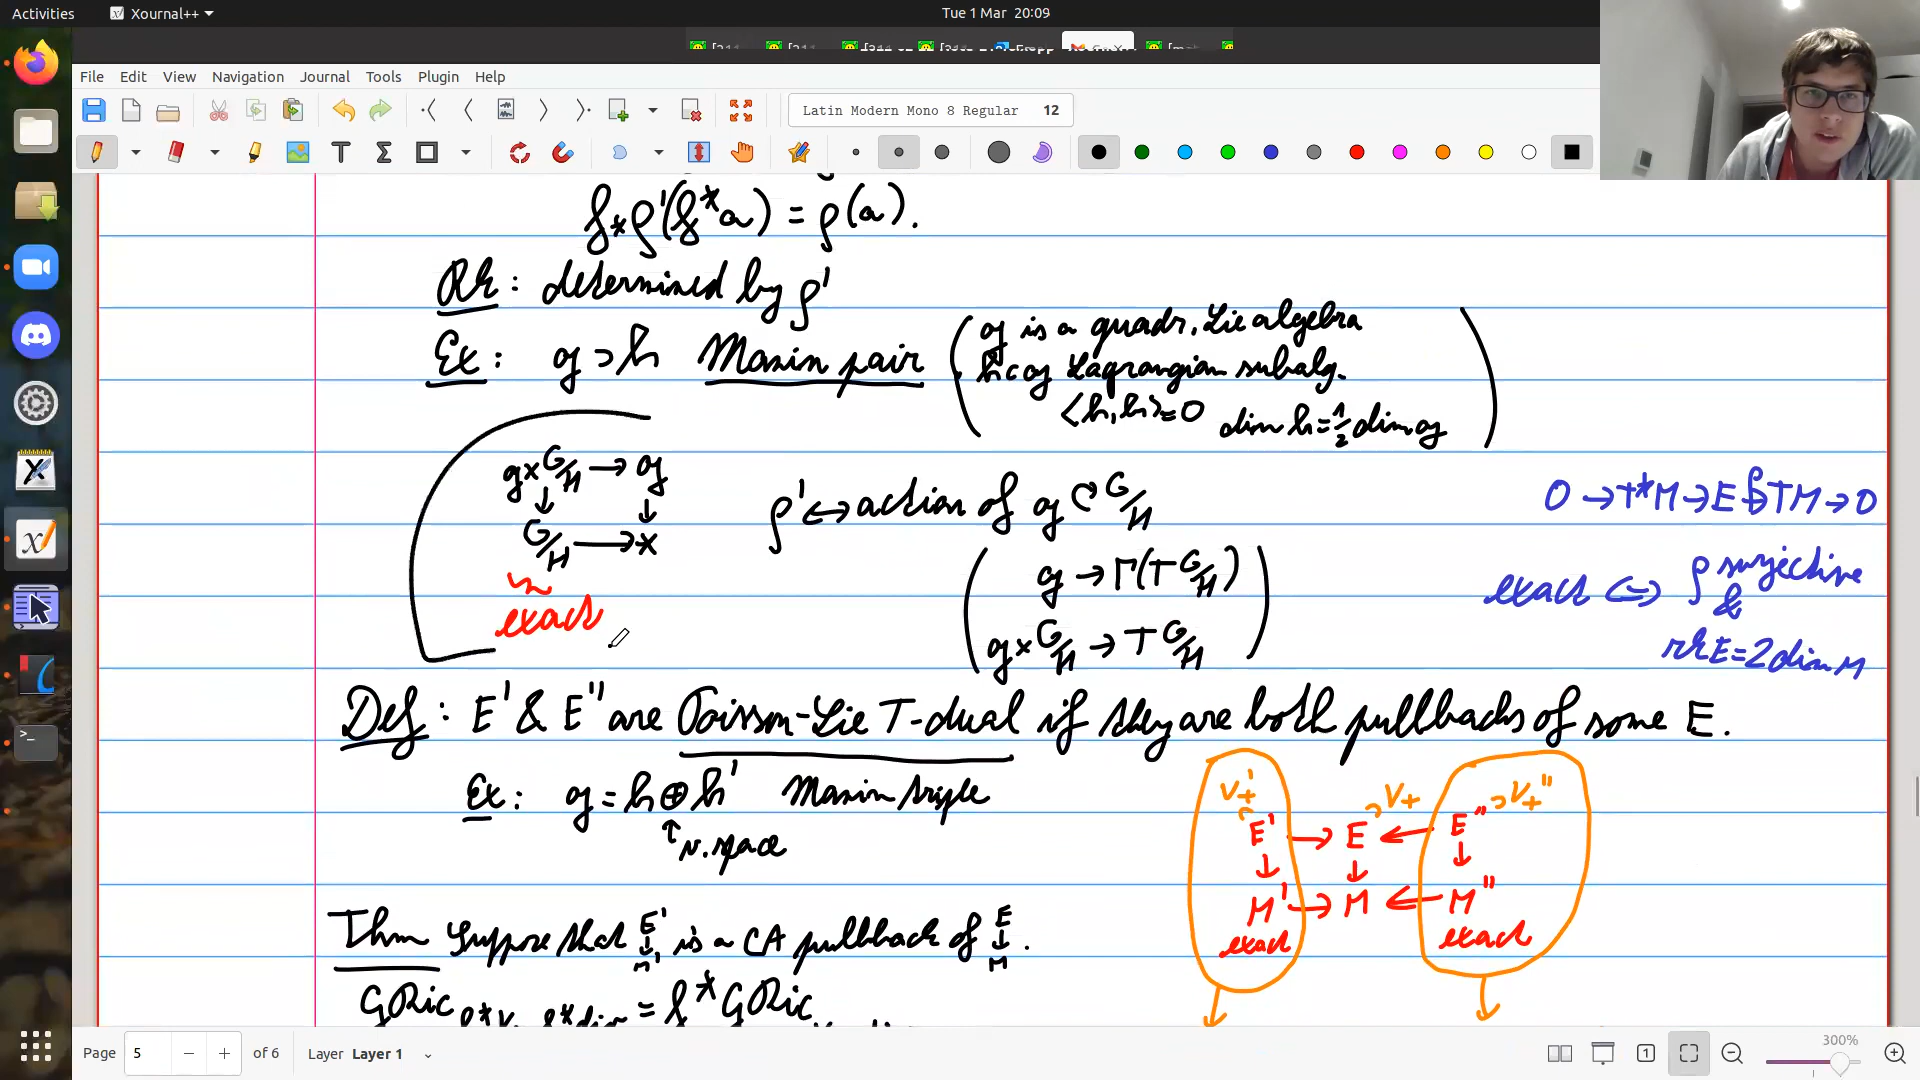 Activities
Xournal++
Tue 1 Mar 20:09
File Edit View Navigation Journal Tools Plugin Help
Latin Modern Mono 8 Regular 12
f_* ρ'(f^* a) = ρ(a).
Rk: determined by ρ'
Ex: g ⊃ h Manin pair
g is a quadr. Lie algebra
h ⊂ g Lagrangian subalg.
⟨h, h⟩ = 0 dim h = 1/2 dim g
g × G/H → g
↓ ↓
G/H → *
exact
ρ' ↔ action of g ↻ G/H
g → Γ(T G/H)
g × G/H → T G/H
0 → T*M → E →ρ TM → 0
exact ⇔ ρ surjective
&
rk E = 2 dim M
Def: E' & E'' are Poisson-Lie T-dual if they are both pullbacks of some E.
Ex: g = h ⊕ h' Manin triple
↑ v. space
V₊' ⊃ V₊ ⊃ V₊''
E' → E ← E''
↓ ↓ ↓
M' → M ← M''
exact exact
Thm Suppose that E' ↓ M' is a CA pullback of E ↓ M.
GRic = f^* GRic
Page 5 of 6 Layer Layer 1
300%